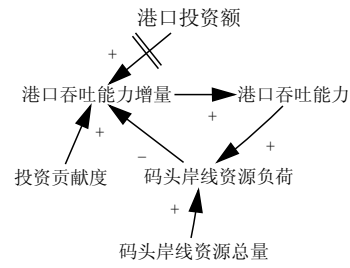 港口投资额
+
港口吞吐能力增量
港口吞吐能力
+
+
+
−
投资贡献度
码头岸线资源负荷
+
码头岸线资源总量